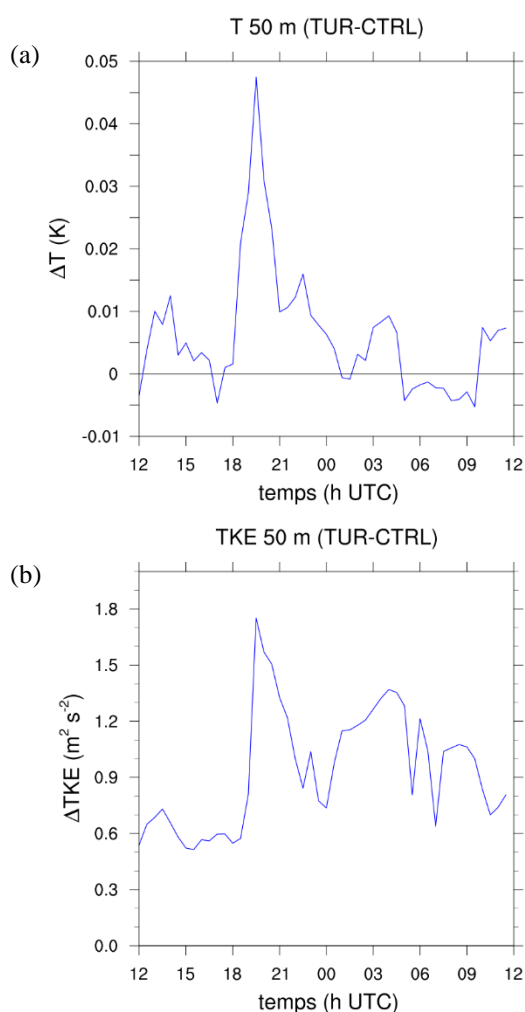 T 50 m (TUR-CTRL)
(a)
0.05
0.04
0.03
0.02
0.01
0
-0.01
ΔT (K)
12 15 18 21 00 03 06 09 12
temps (h UTC)
TKE 50 m (TUR-CTRL)
(b)
1.8
1.5
1.2
0.9
0.6
0.3
0.0
ΔTKE (m² s⁻²)
12 15 18 21 00 03 06 09 12
temps (h UTC)